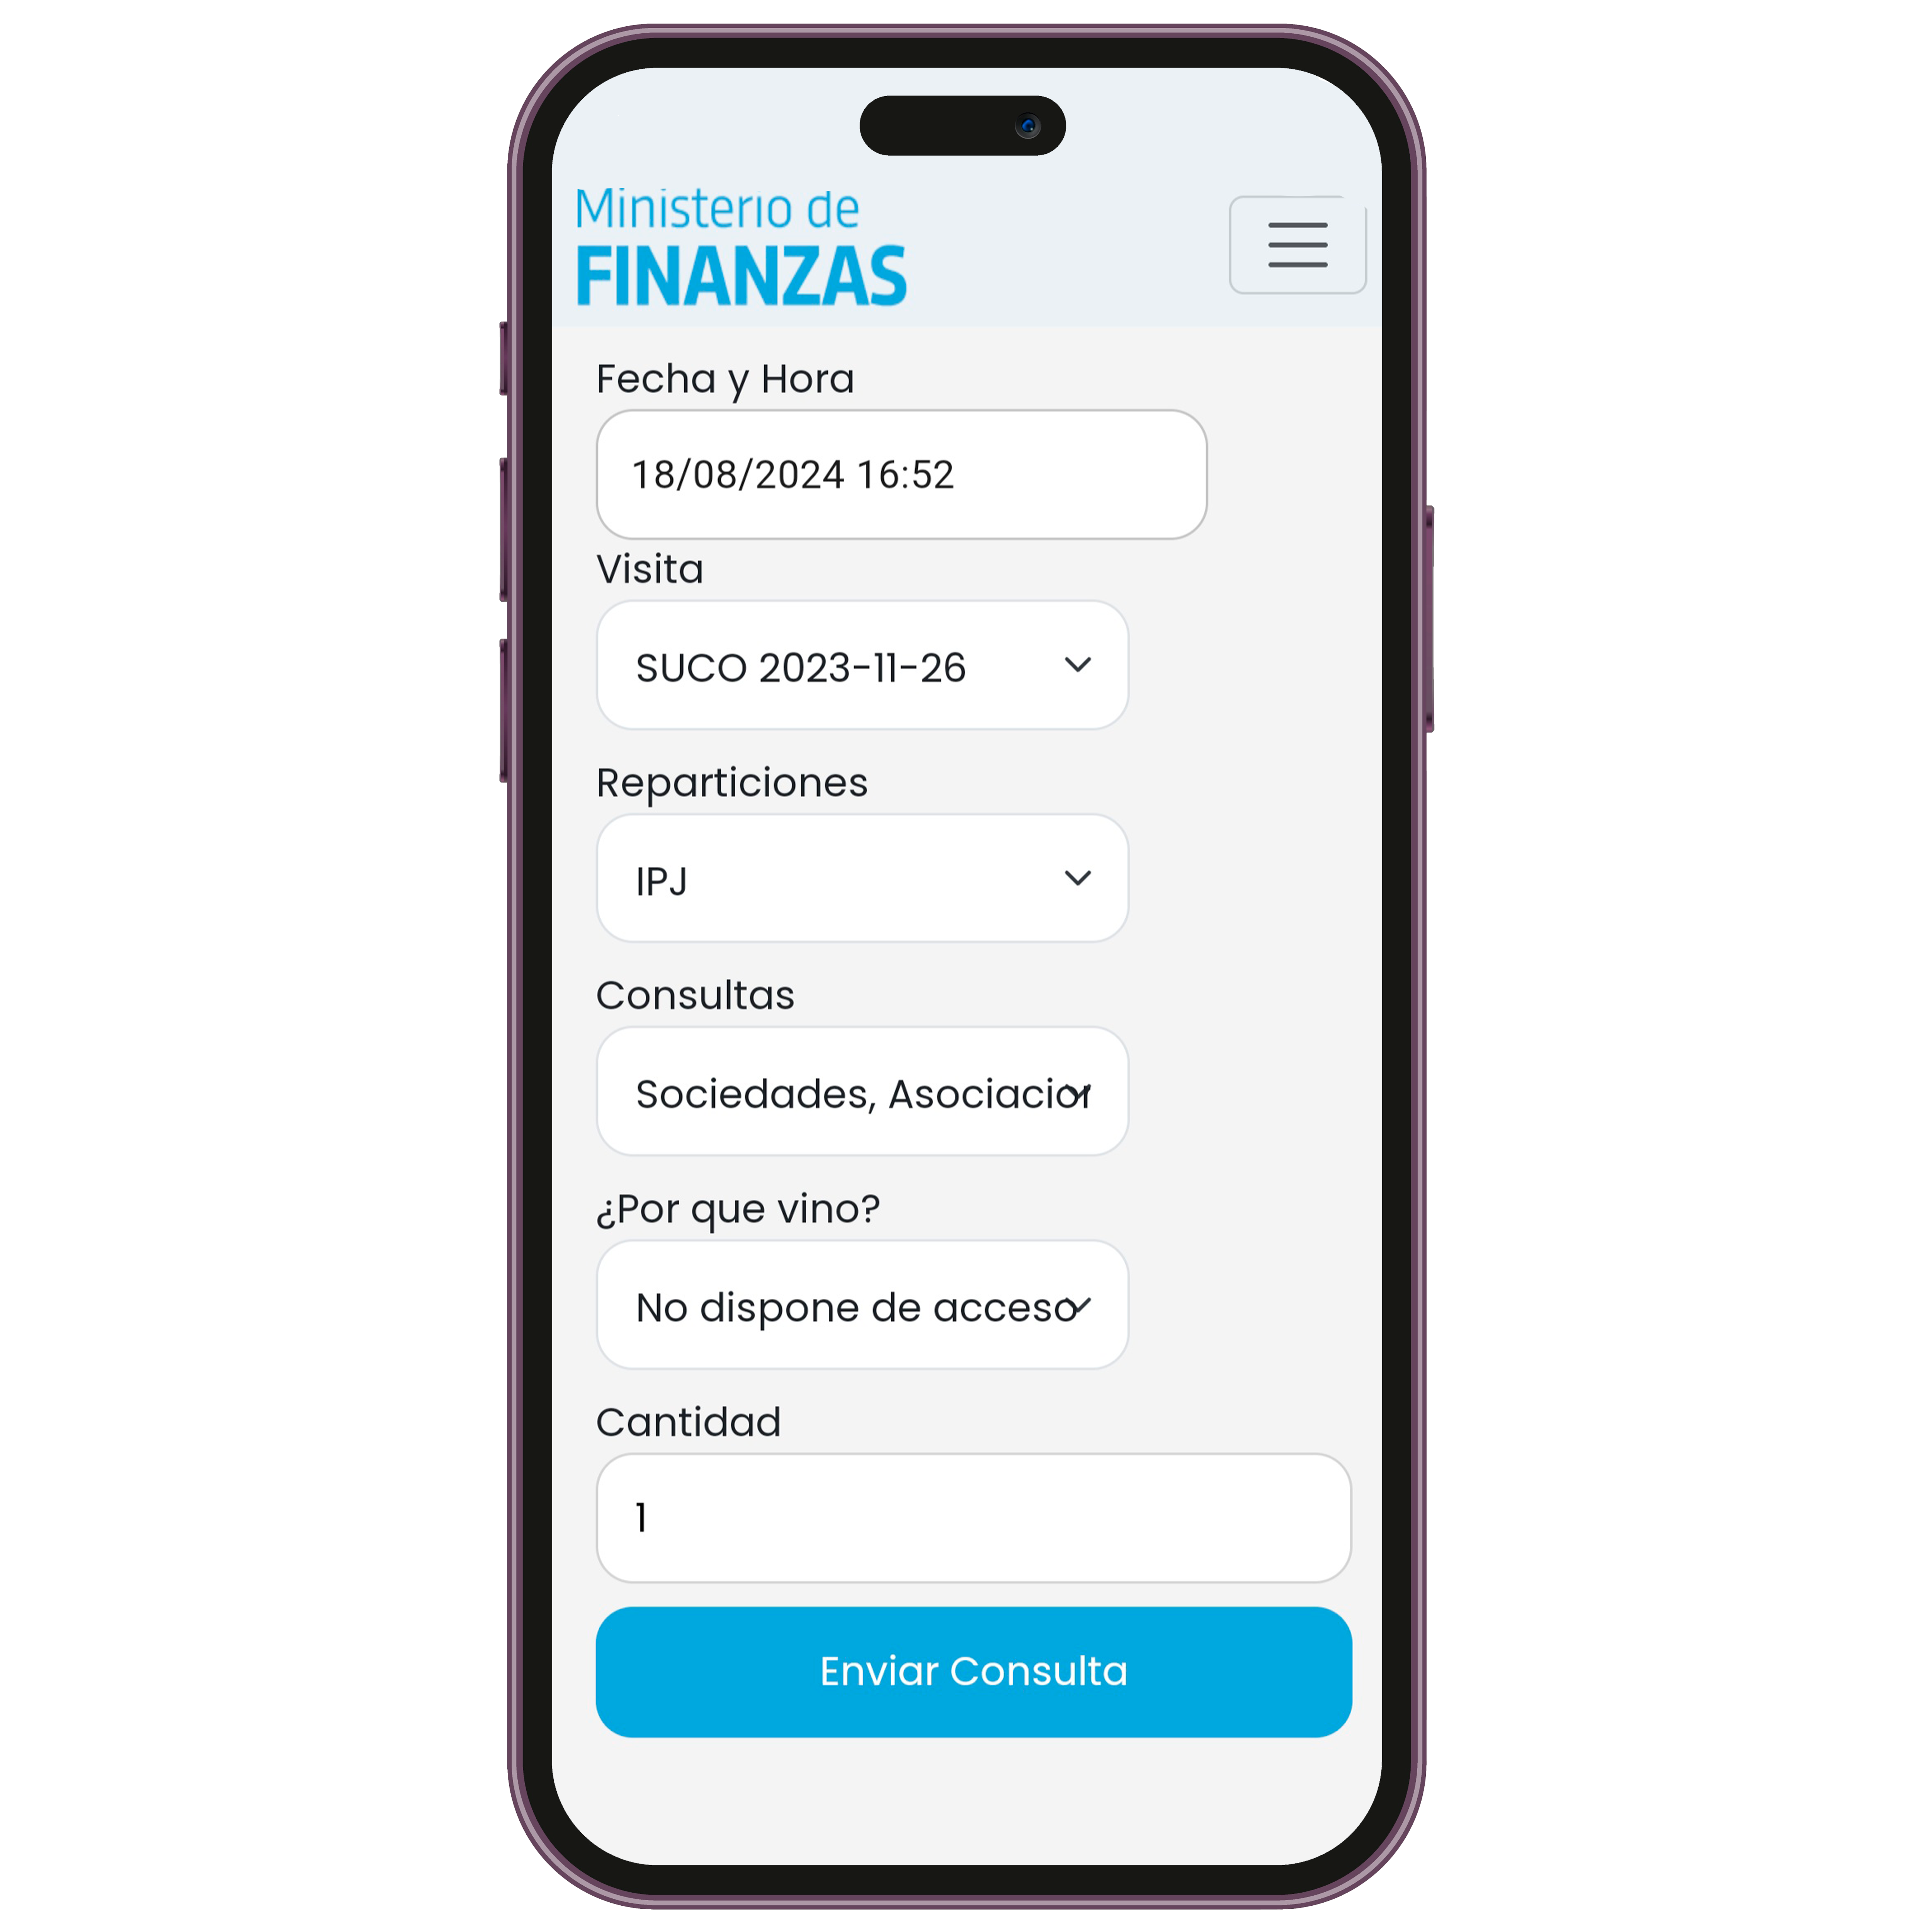 Ministerio de
FINANZAS
Fecha y Hora
18/08/2024 16:52
Visita
SUCO 2023-11-26
Reparticiones
IPJ
Consultas
Sociedades,
¿Por que vino?
No dispone de acceso
Cantidad
1
Enviar Consulta